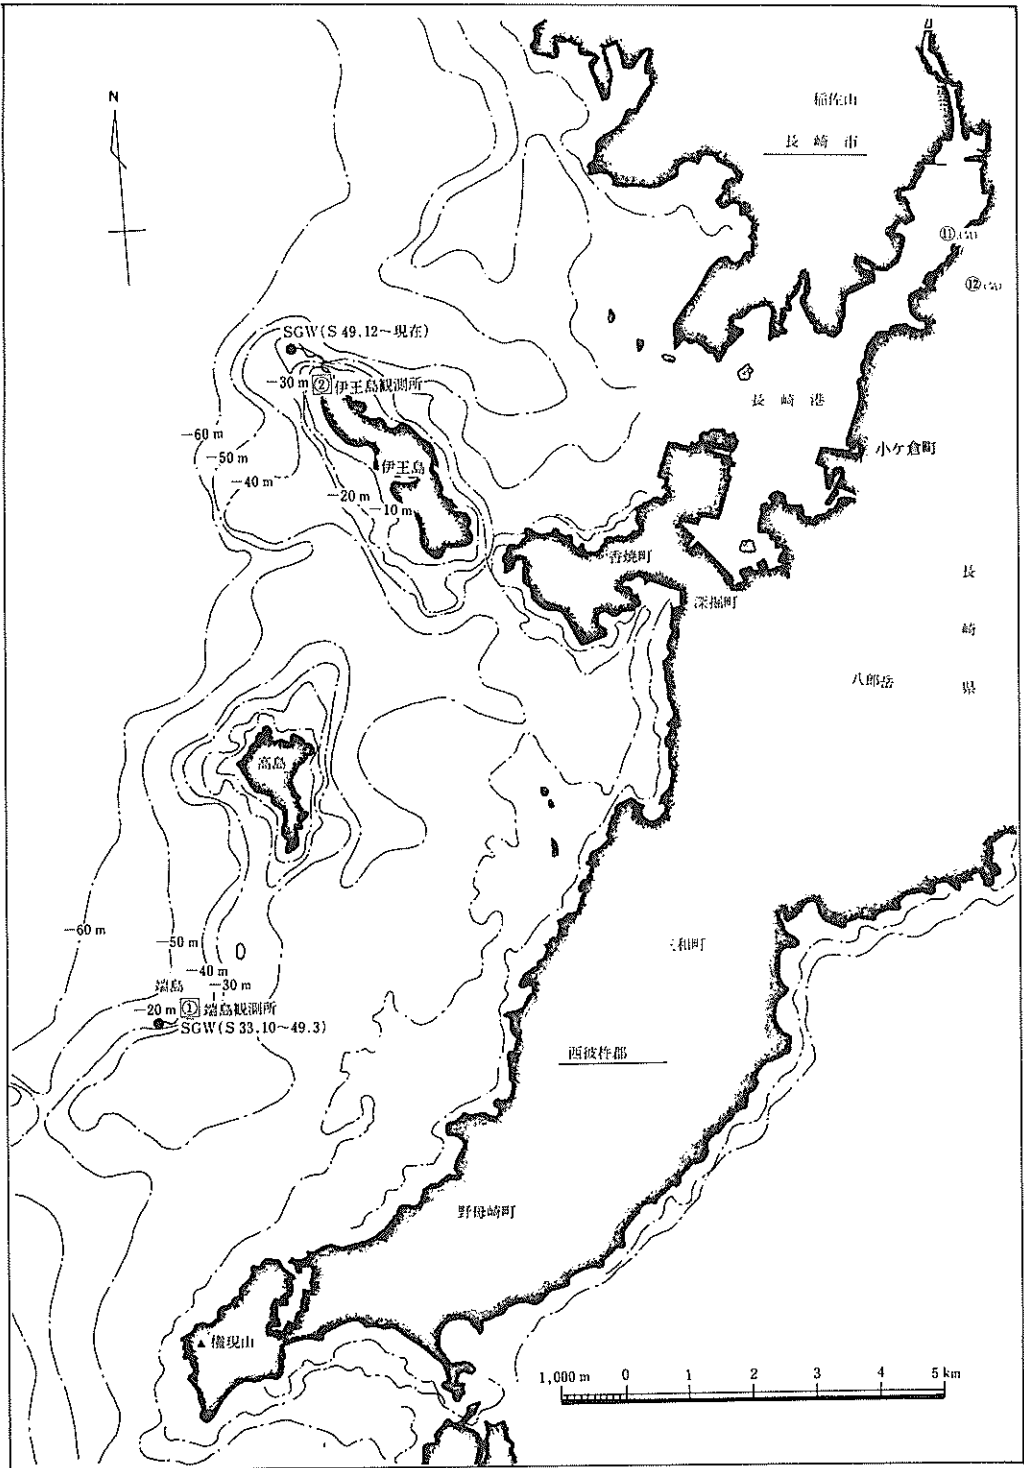 N
稲佐山
長崎市
⑪
⑫
SGW(S 49.12～現在)
−30 m
② 伊王島観測所
−60 m
−50 m
−40 m
−20 m
−10 m
伊王島
長崎港
小ケ倉町
香焼町
深堀町
長崎県
八郎岳
高島
−60 m
−50 m
−40 m
−30 m
端島
−20 m
① 端島観測所
SGW(S 33.10～49.3)
三和町
西彼杵郡
野母崎町
▲ 権現山
1,000 m 0 1 2 3 4 5 km